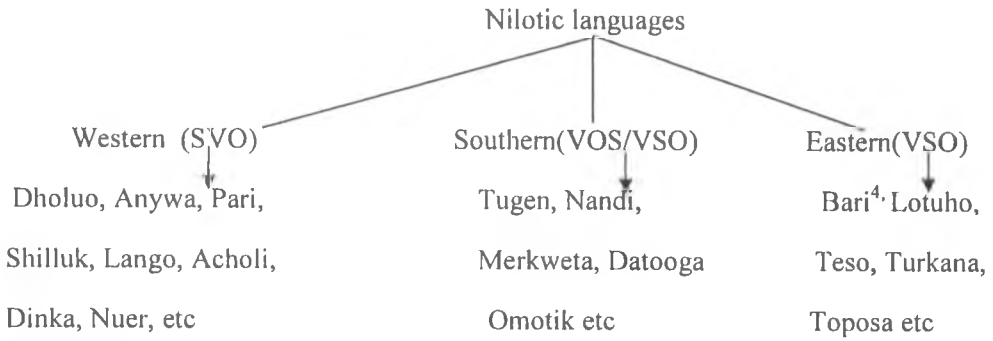 Nilotic languages
Western (SVO) Southern(VOS/VSO) Eastern(VSO)
Dholuo, Anywa, Pari, Tugen, Nandi, Bari⁴, Lotuho,
Shilluk, Lango, Acholi, Merkweta, Datooga Teso, Turkana,
Dinka, Nuer, etc Omotik etc Toposa etc